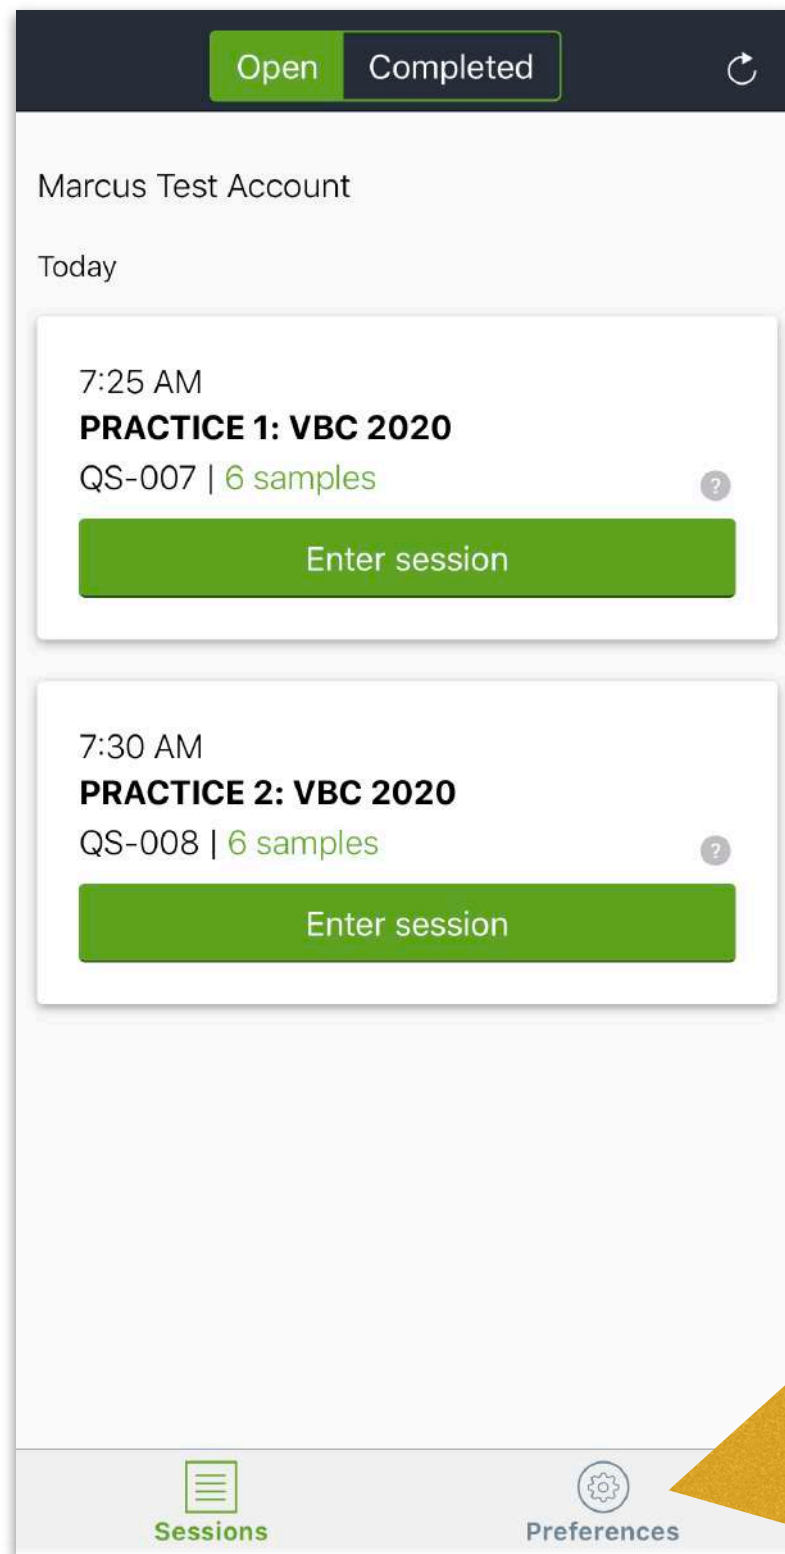 Open Completed
Marcus Test Account
Today
7:25 AM
PRACTICE 1: VBC 2020
QS-007 | 6 samples
?
Enter session
7:30 AM
PRACTICE 2: VBC 2020
QS-008 | 6 samples
?
Enter session
Sessions Preferences